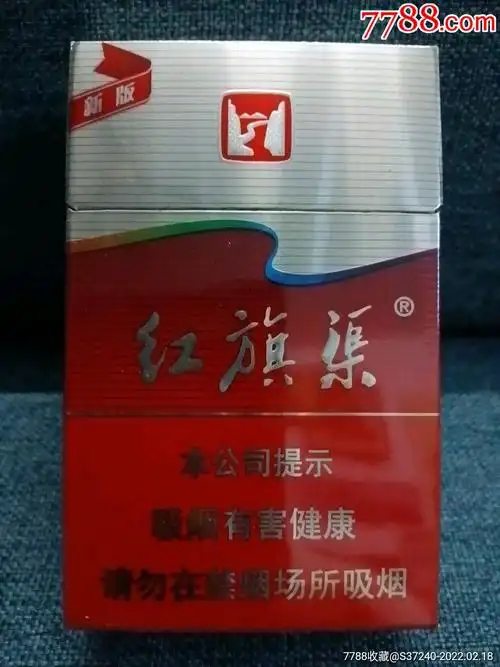 7788.com
新版
红旗渠®
本公司提示
吸烟有害健康
请勿在禁烟场所吸烟
7788收藏@S37240-2022.02.18